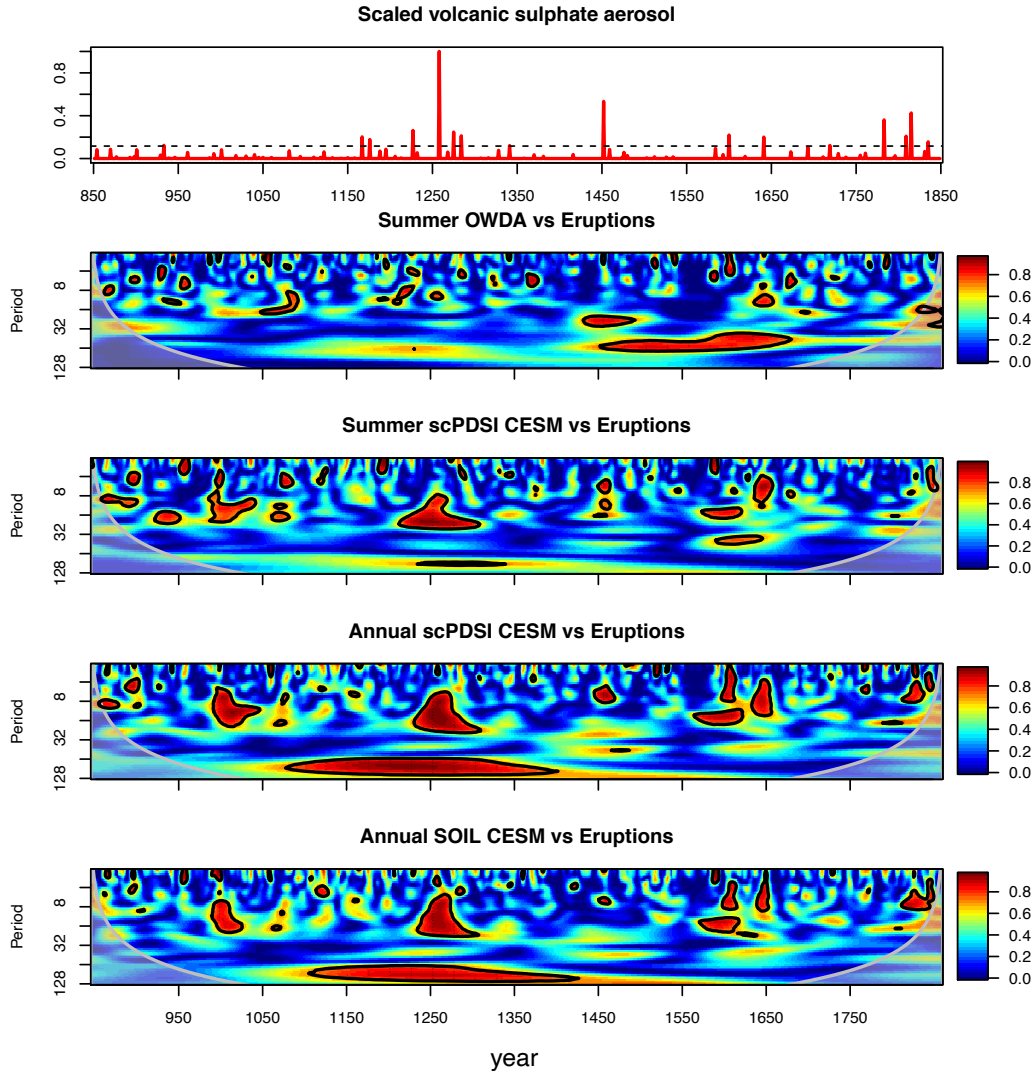 Scaled volcanic sulphate aerosol
0.8
0.4
0.0
850 950 1050 1150 1250 1350 1450 1550 1650 1750 1850
Summer OWDA vs Eruptions
Period
8
32
128
0.8
0.6
0.4
0.2
0.0
Summer scPDSI CESM vs Eruptions
Period
8
32
128
0.8
0.6
0.4
0.2
0.0
Annual scPDSI CESM vs Eruptions
Period
8
32
128
0.8
0.6
0.4
0.2
0.0
Annual SOIL CESM vs Eruptions
Period
8
32
128
0.8
0.6
0.4
0.2
0.0
950 1050 1150 1250 1350 1450 1550 1650 1750
year